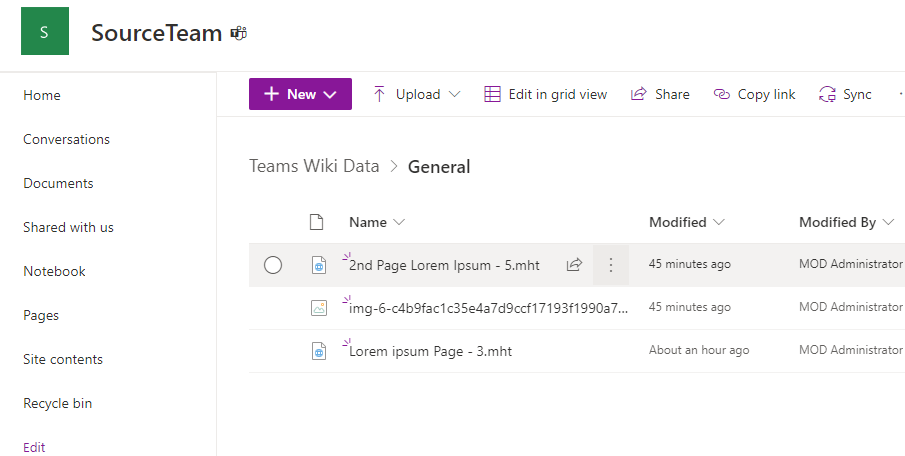 S
SourceTeam
Home
Conversations
Documents
Shared with us
Notebook
Pages
Site contents
Recycle bin
Edit
New Upload Edit in grid view Share Copy link Sync
Teams Wiki Data > General
Name Modified Modified By
2nd Page Lorem Ipsum - 5.mht 45 minutes ago MOD Administrator
img-6-c4b9fac1c35e4a7d9ccf17193f1990a7... 45 minutes ago MOD Administrator
Lorem ipsum Page - 3.mht About an hour ago MOD Administrator